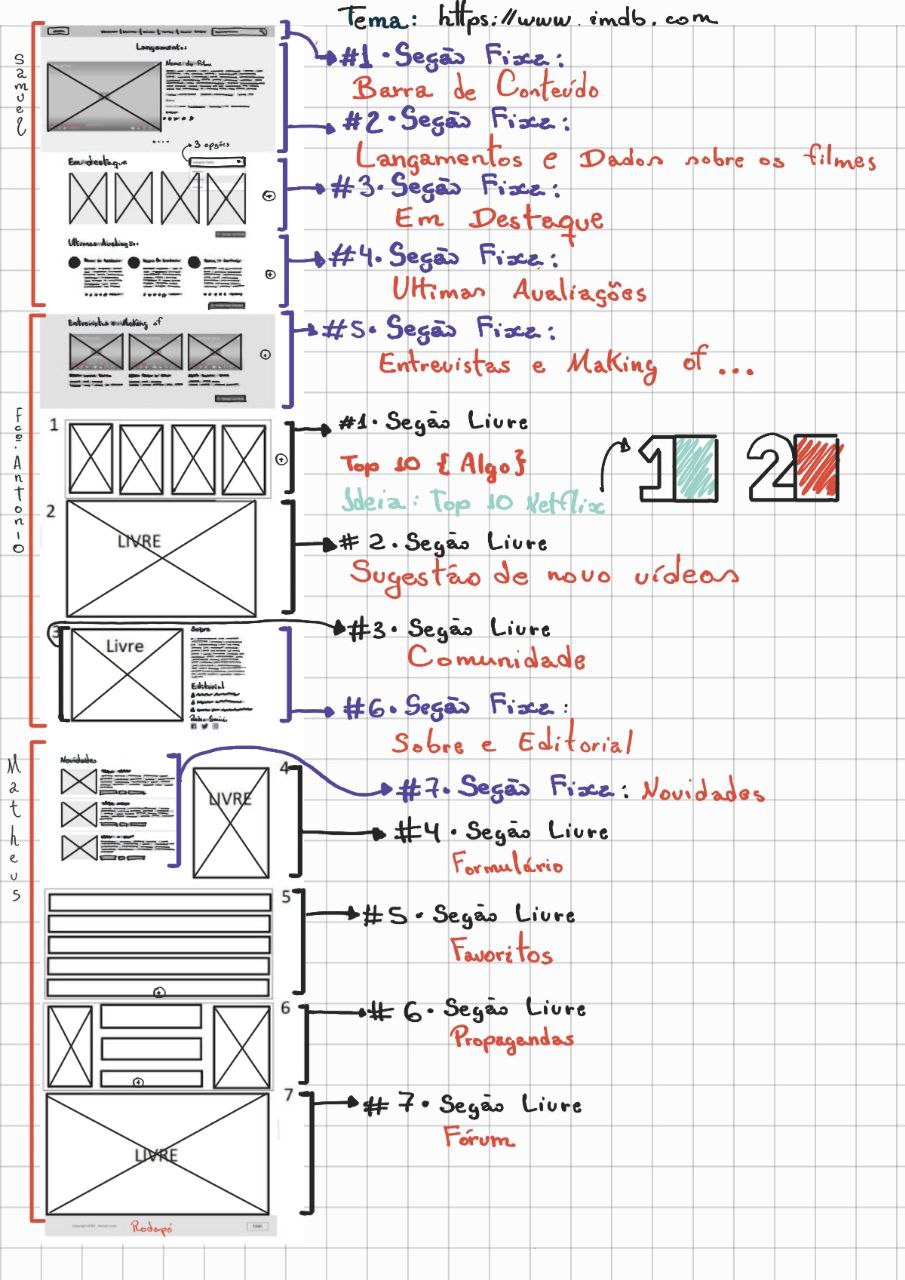 Tema: https://www.imdb.com
Samuel
Lançamentos
Nome do Filme
#1. Seção Fixa:
Barra de Conteúdo
#2. Seção Fixa:
Lançamentos e Dados sobre os filmes
3 opções
Em destaque
#3. Seção Fixa:
Em Destaque
Ultimas Avaliações
#4. Seção Fixa:
Ultimas Avaliações
Fco. Antonio
Entrevistas e Making of
#5. Seção Fixa:
Entrevistas e Making of...
1
#1. Seção Livre
Top 10 { Algo}
Ideia: Top 10 Netflix
1 2
2
LIVRE
#2. Seção Livre
Sugestão de novo vídeos
3
Livre
Sobre
Editorial
#3. Seção Livre
Comunidade
#6. Seção Fixa:
Sobre e Editorial
Matheus
Novidades
4
LIVRE
#7. Seção Fixa: Novidades
#4. Seção Livre
Formulário
5
#5. Seção Livre
Favoritos
6
#6. Seção Livre
Propagandas
7
LIVRE
#7. Seção Livre
Fórum
Rodapé